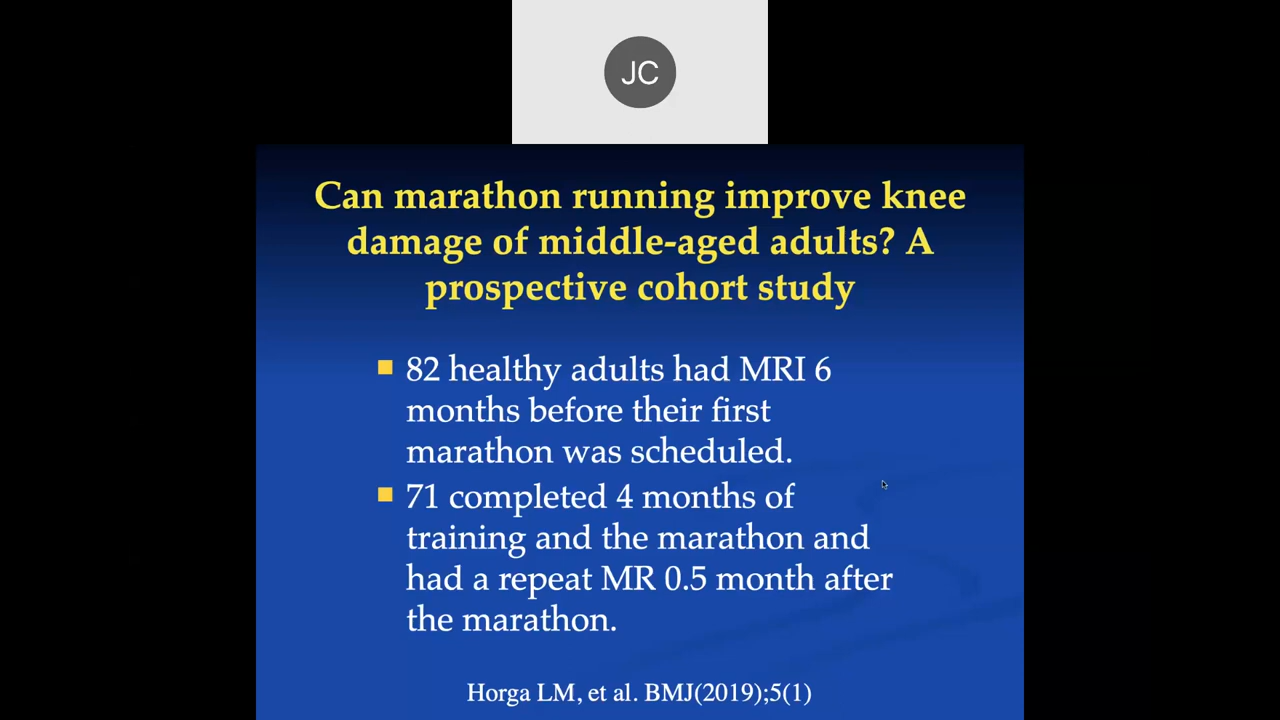 JC
Can marathon running improve knee
damage of middle-aged adults? A
prospective cohort study
82 healthy adults had MRI 6
months before their first
marathon was scheduled.
71 completed 4 months of
training and the marathon and
had a repeat MR 0.5 month after
the marathon.
Horga LM, et al. BMJ(2019);5(1)